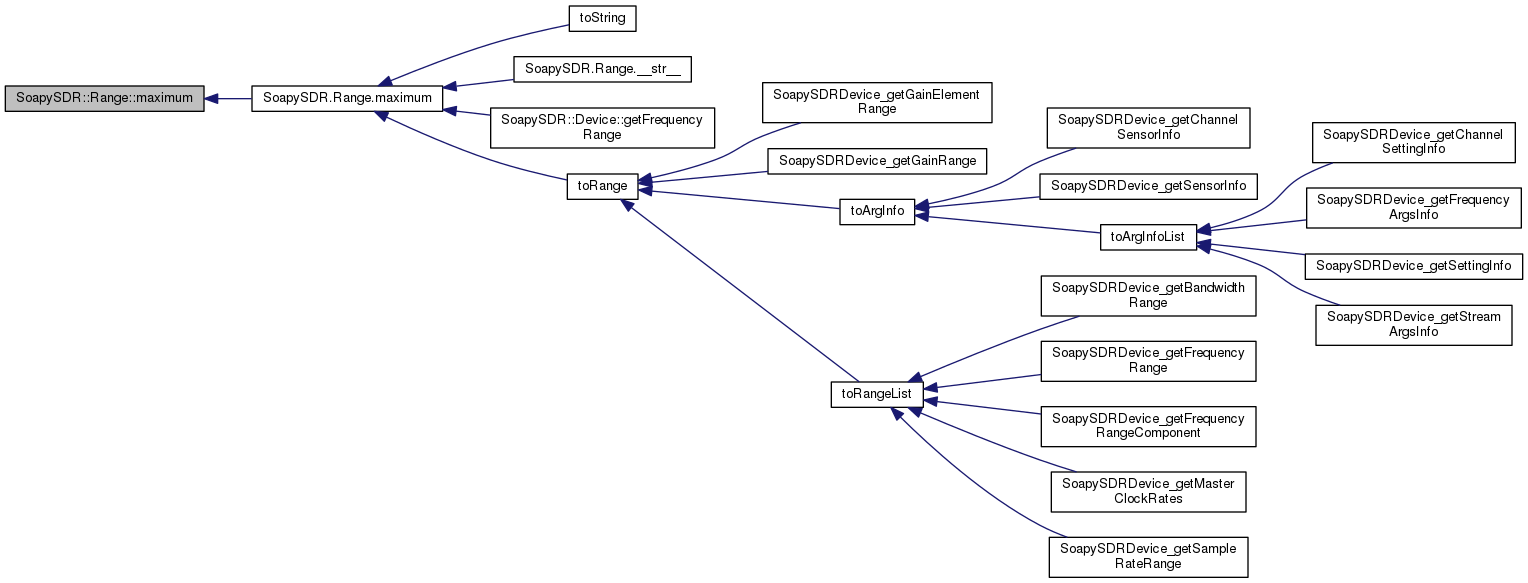 toString
SoapySDR.Range.__str__
SoapySDR::Range::maximum
SoapySDR.Range.maximum
SoapySDR::Device::getFrequency
Range
toRange
SoapySDRDevice_getGainElement
Range
SoapySDRDevice_getGainRange
toArgInfo
SoapySDRDevice_getChannel
SensorInfo
SoapySDRDevice_getSensorInfo
toArgInfoList
SoapySDRDevice_getChannel
SettingInfo
SoapySDRDevice_getFrequency
ArgsInfo
SoapySDRDevice_getSettingInfo
SoapySDRDevice_getStream
ArgsInfo
toRangeList
SoapySDRDevice_getBandwidth
Range
SoapySDRDevice_getFrequency
Range
SoapySDRDevice_getFrequency
RangeComponent
SoapySDRDevice_getMaster
ClockRates
SoapySDRDevice_getSample
RateRange